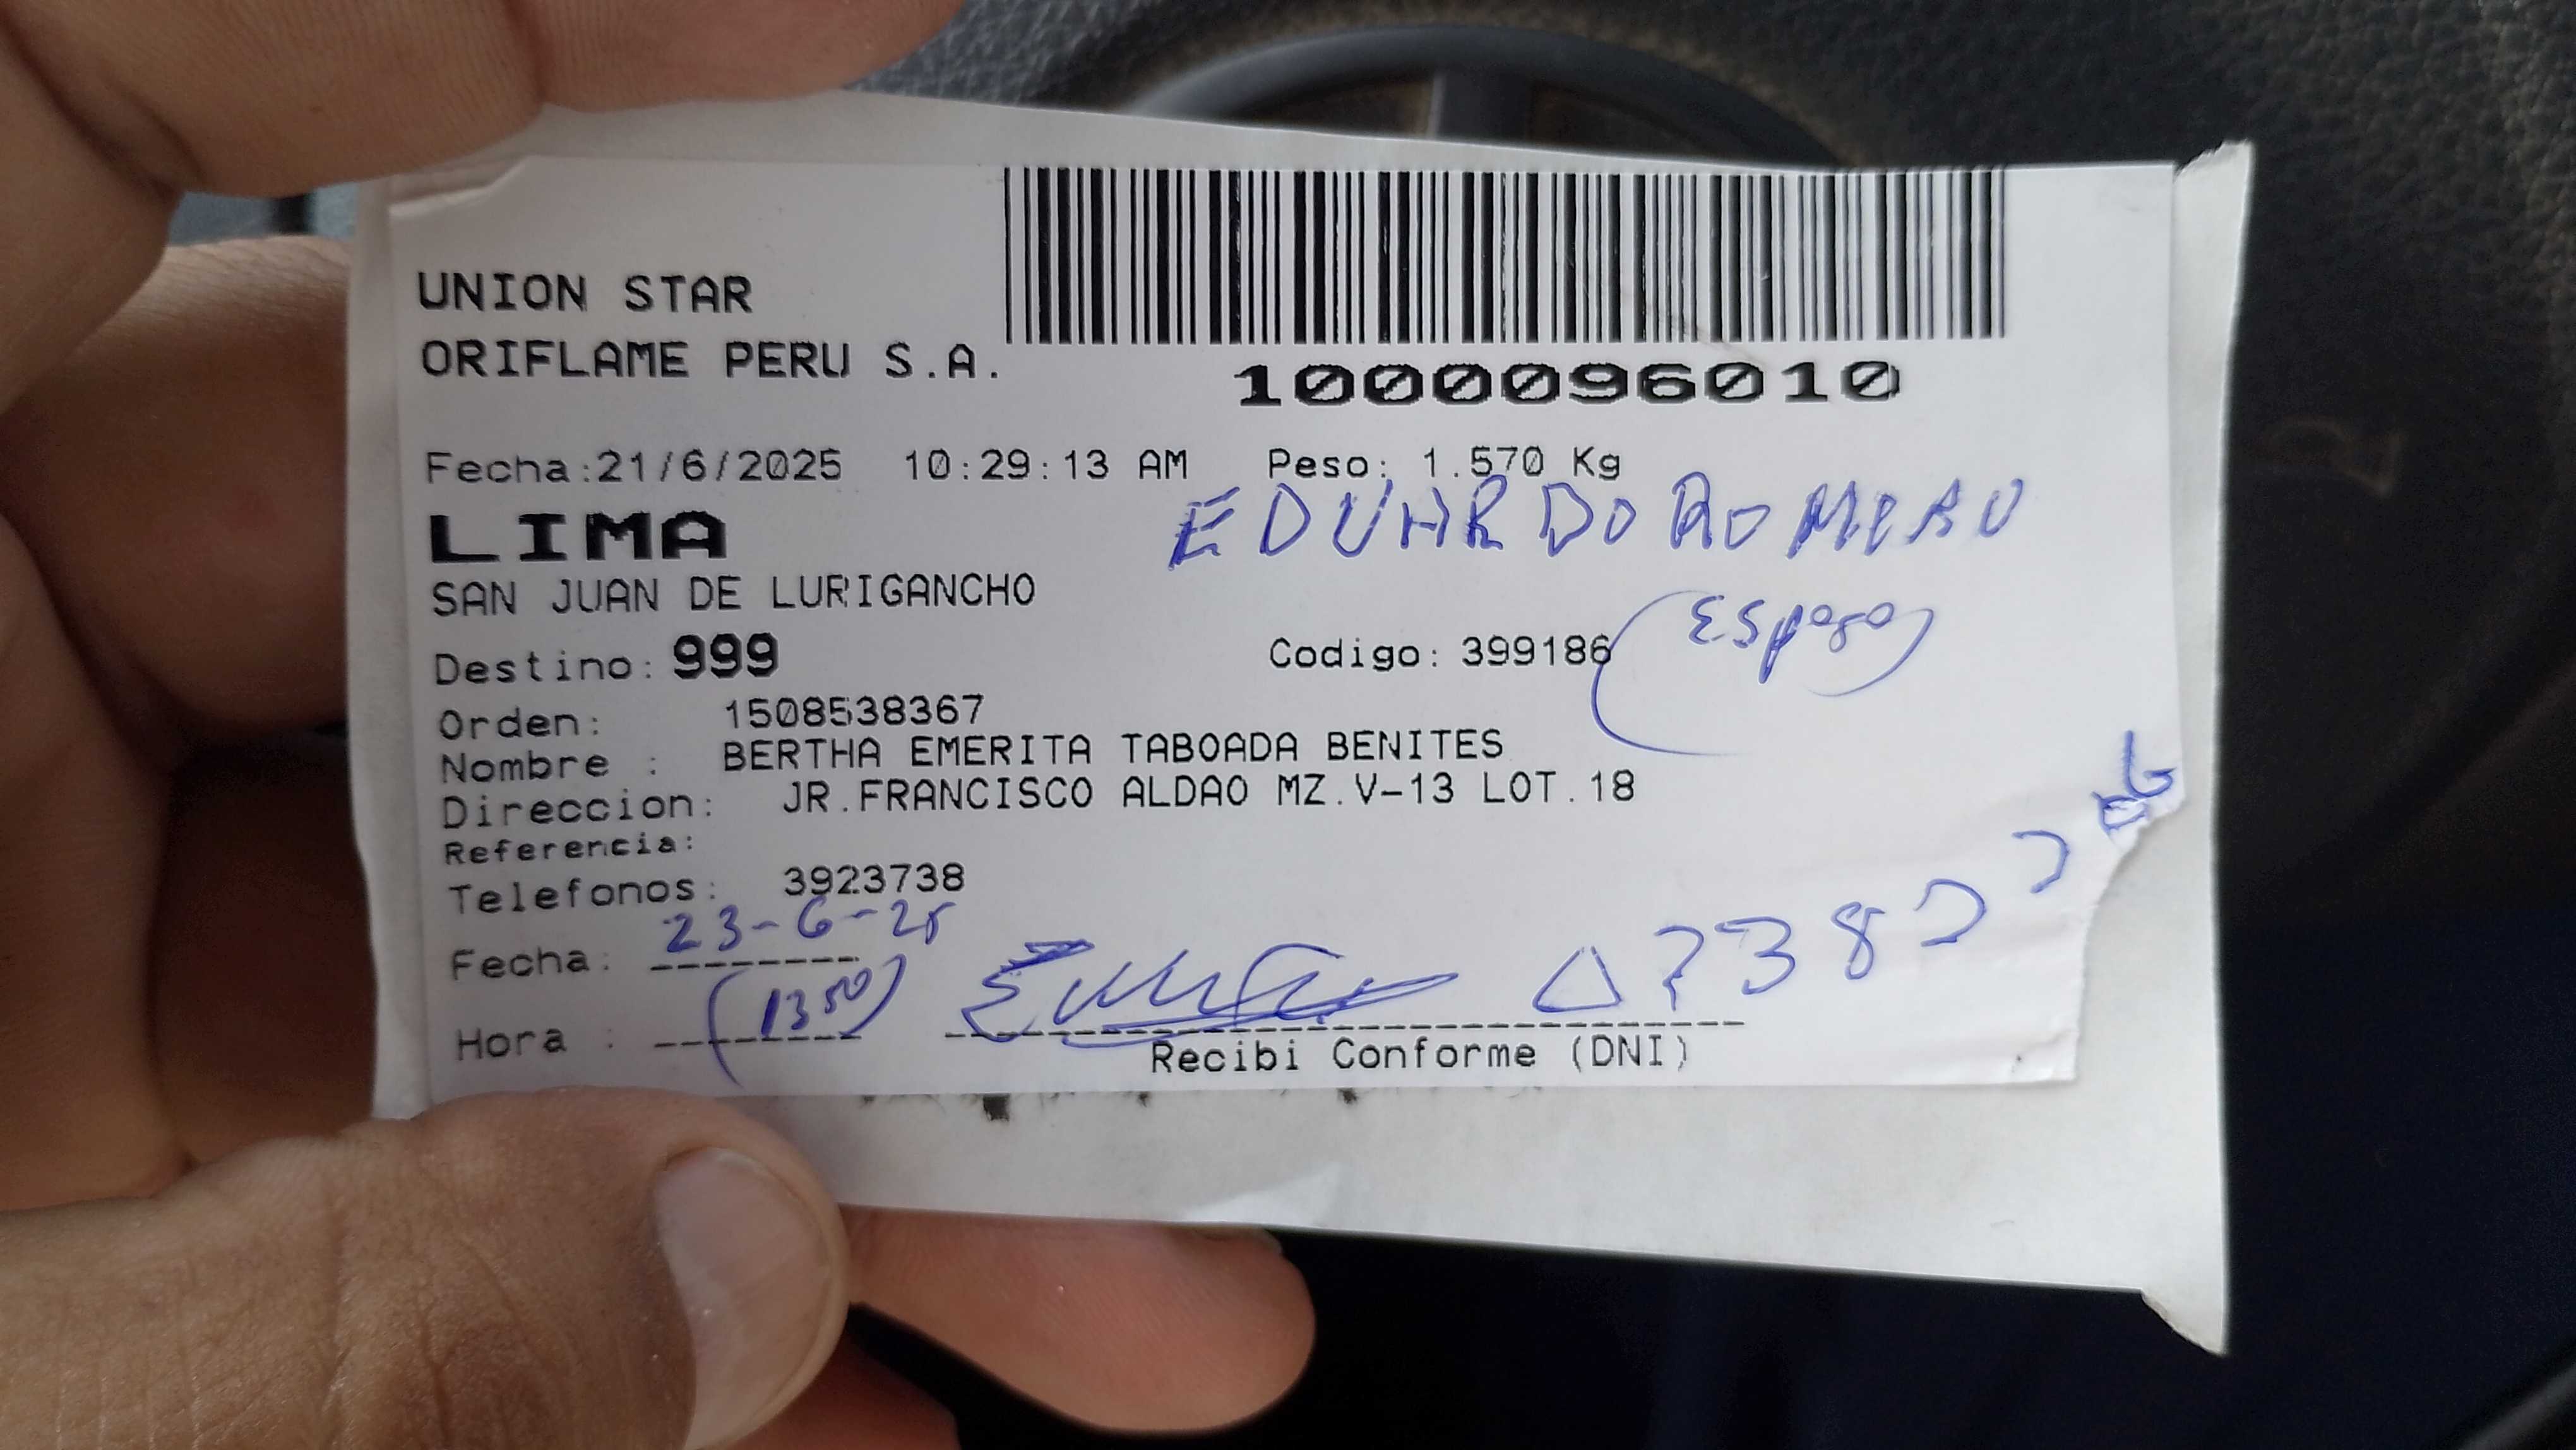 UNION STAR
ORIFLAME PERU S.A.
1000096010
Fecha:21/6/2025 10:29:13 AM Peso: 1.570 Kg
EDUARDO ROMERO
LIMA
SAN JUAN DE LURIGANCHO
(Esposo)
Destino: 999 Codigo: 399186
Orden: 1508538367
Nombre : BERTHA EMERITA TABOADA BENITES
Direccion: JR.FRANCISCO ALDAO MZ.V-13 LOT.18
Referencia:
Telefonos: 3923738
Fecha: 23-6-25
Hora : (13 50)
Recibi Conforme (DNI)